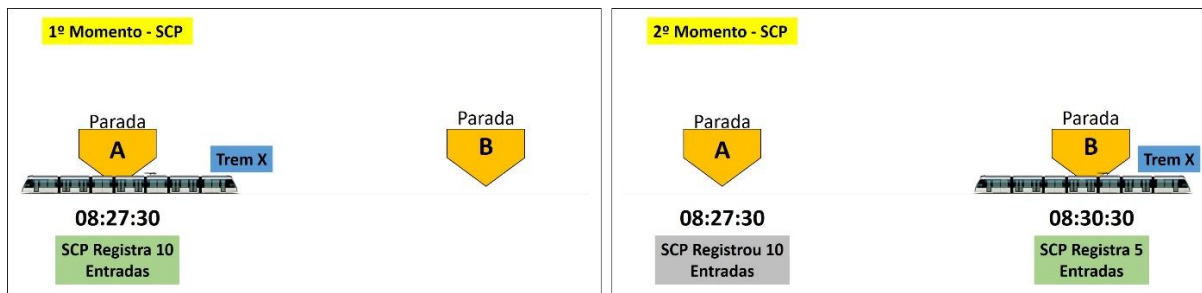 1º Momento - SCP
Parada
A
Trem X
08:27:30
SCP Registra 10
Entradas
Parada
B
2º Momento - SCP
Parada
A
08:27:30
SCP Registrou 10
Entradas
Parada
B
Trem X
08:30:30
SCP Registra 5
Entradas